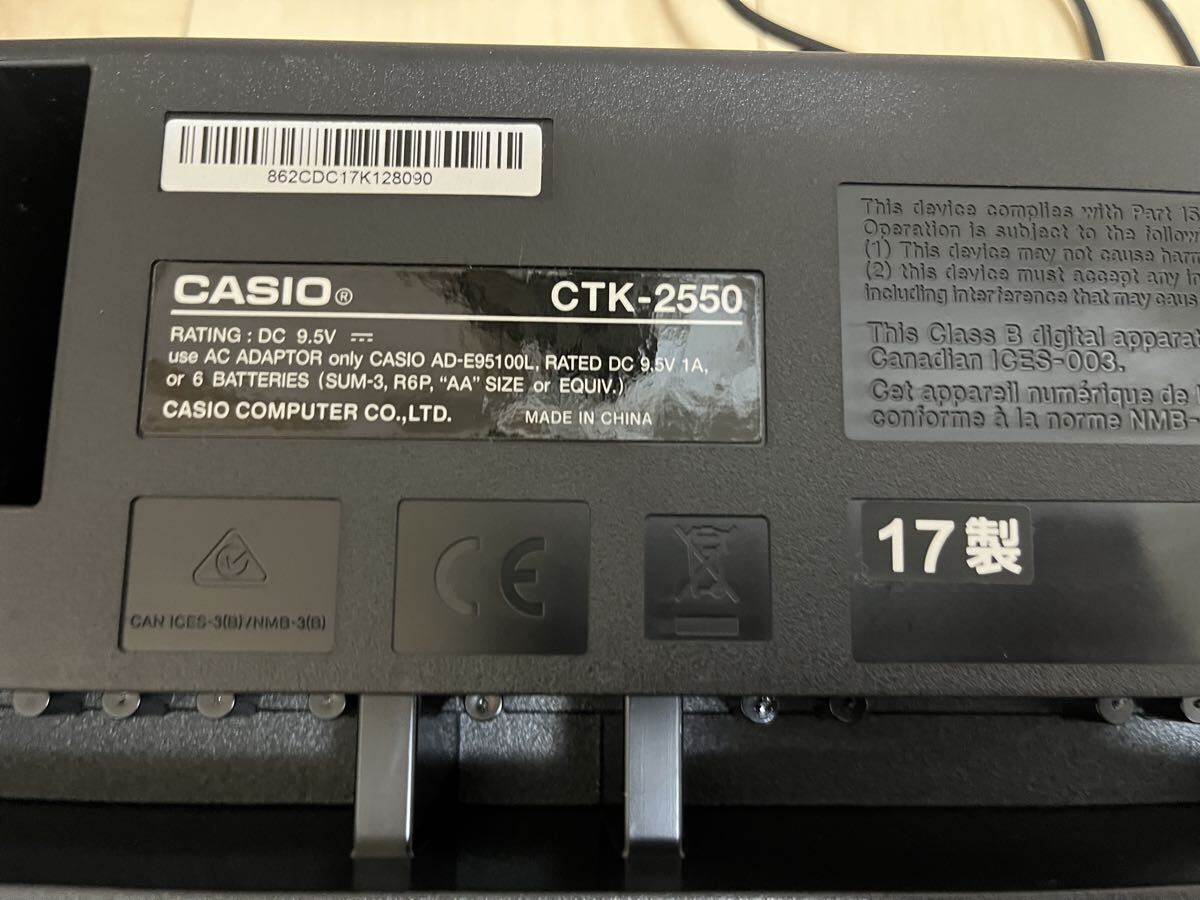 862CDC17K128090
CASIO®
CTK-2550
RATING : DC 9.5V
use AC ADAPTOR only CASIO AD-E95100L, RATED DC 9.5V 1A,
or 6 BATTERIES (SUM-3, R6P, "AA" SIZE or EQUIV.)
CASIO COMPUTER CO.,LTD.
MADE IN CHINA
This device complies with Part 15
Operation is subject to the followi
(1) This device may not cause harm
(2) this device must accept any in
including interference that may caus
This Class B digital apparat
Canadian ICES-003.
Cet appareil numérique de l
conforme à la norme NMB-
CAN ICES-3(B)/NMB-3(B)
CE
17製